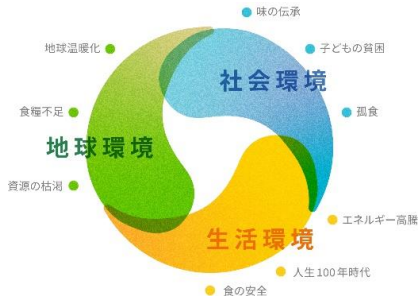 味の伝承
地球温暖化
子どもの貧困
社会環境
食糧不足
孤食
地球環境
資源の枯渇
エネルギー高騰
生活環境
人生100年時代
食の安全